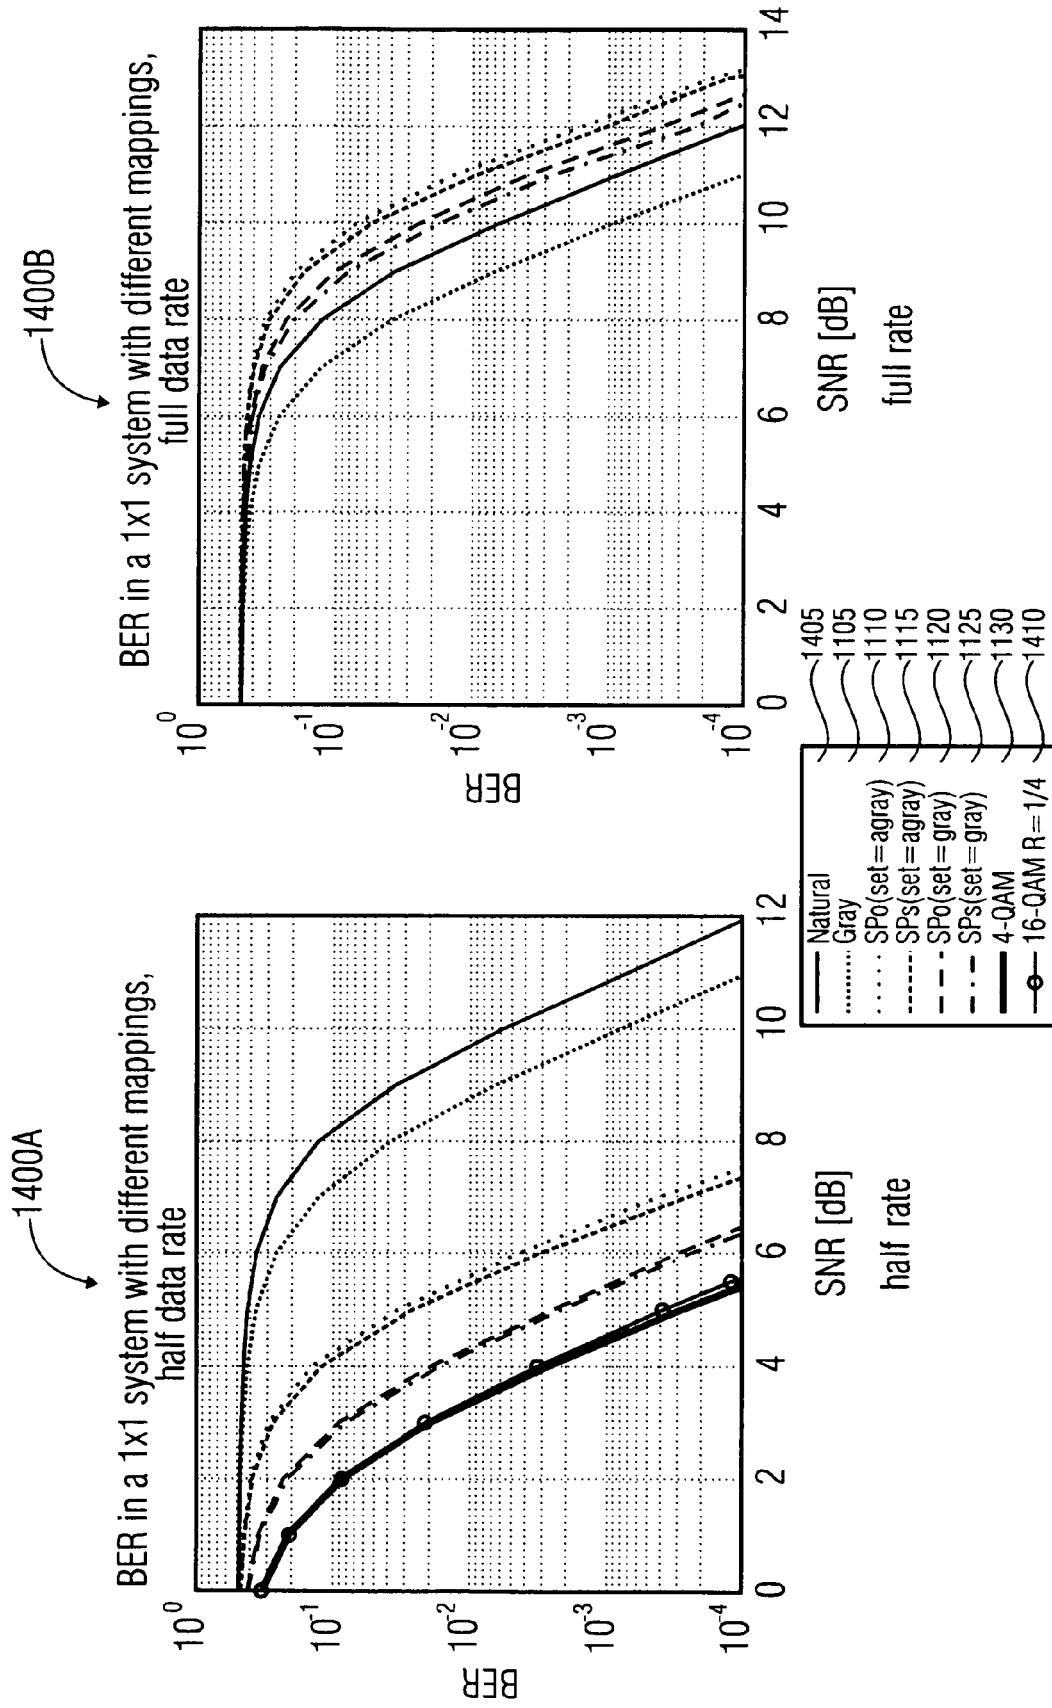 1400A
BER in a 1x1 system with different mappings,
half data rate
BER
10^0
10^-1
10^-2
10^-3
10^-4
0 2 4 6 8 10 12
SNR [dB]
half rate
1400B
BER in a 1x1 system with different mappings,
full data rate
BER
10^0
10^-1
10^-2
10^-3
10^-4
0 2 4 6 8 10 12 14
SNR [dB]
full rate
Natural 1405
Gray 1105
SPo(set=agray) 1110
SPs(set=agray) 1115
SPo(set=gray) 1120
SPs(set=gray) 1125
4-QAM 1130
16-QAM R=1/4 1410